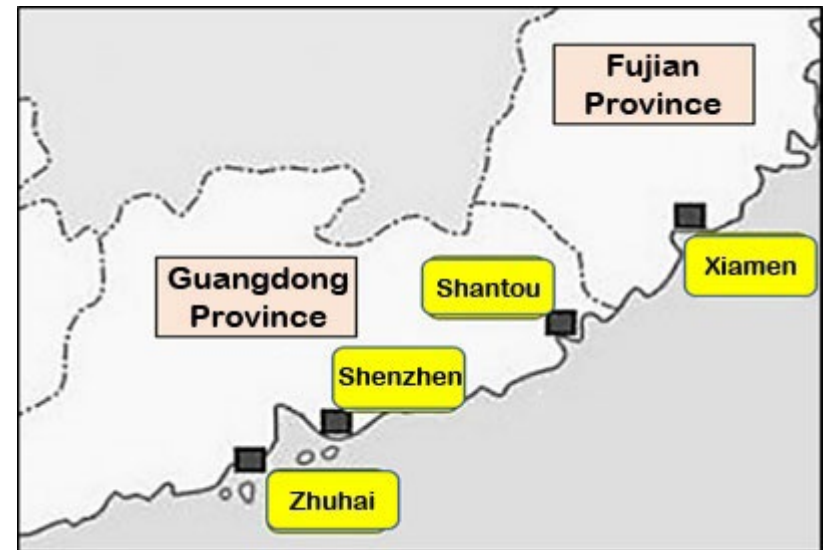 Fujian
Province
Xiamen
Guangdong
Province
Shantou
Shenzhen
Zhuhai